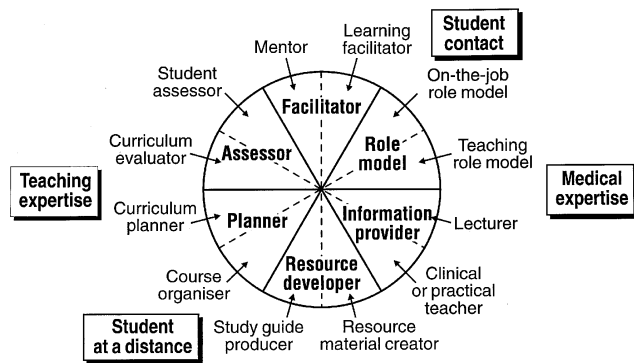 Student
contact
Learning
facilitator
Mentor
Student
assessor
On-the-job
role model
Facilitator
Curriculum
evaluator
Assessor
Role
model
Teaching
role model
Teaching
expertise
Medical
expertise
Curriculum
planner
Planner
Information
provider
Lecturer
Resource
developer
Course
organiser
Clinical
or practical
teacher
Student
at a distance
Study guide
producer
Resource
material creator